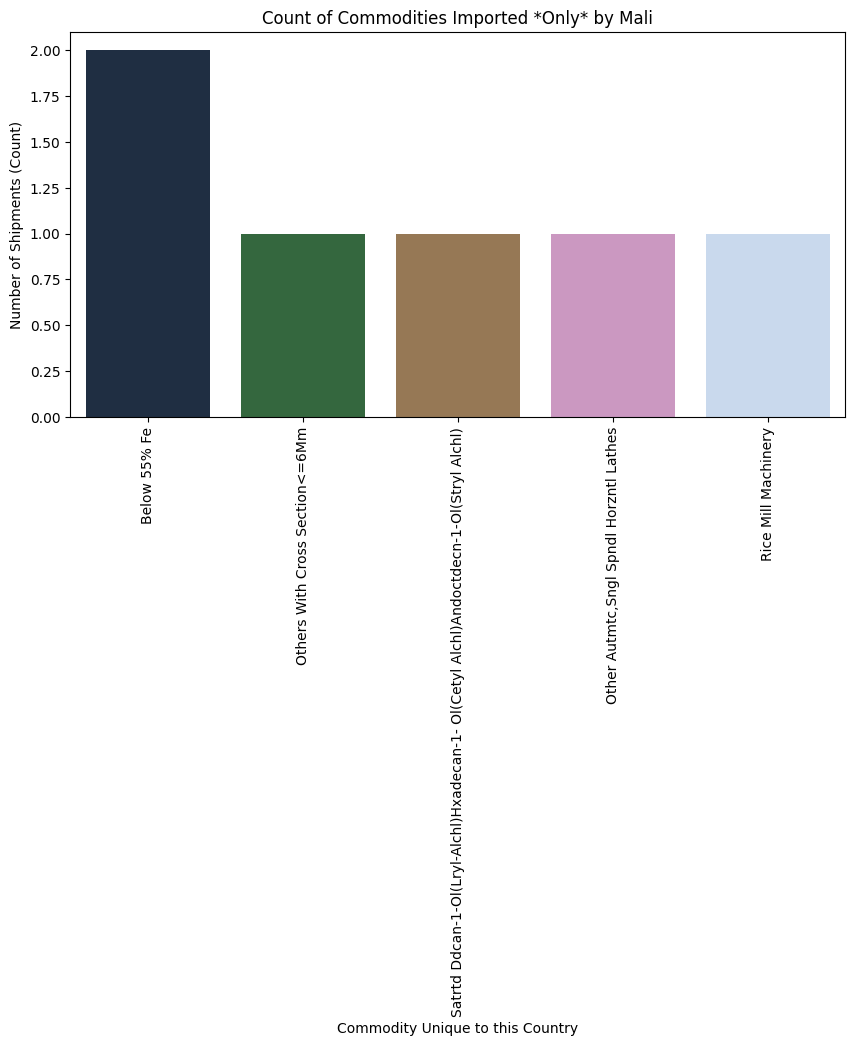 Count of Commodities Imported *Only* by Mali
Number of Shipments (Count)
2.00
1.75
1.50
1.25
1.00
0.75
0.50
0.25
0.00
Below 55% Fe
Others With Cross Section<=6Mm
Satrtd Ddcan-1-Ol(Lryl-Alchl)Hxadecan-1- Ol(Cetyl Alchl)Andoctdecn-1-Ol(Stryl Alchl)
Other Autmtc,Sngl Spndl Horzntl Lathes
Rice Mill Machinery
Commodity Unique to this Country